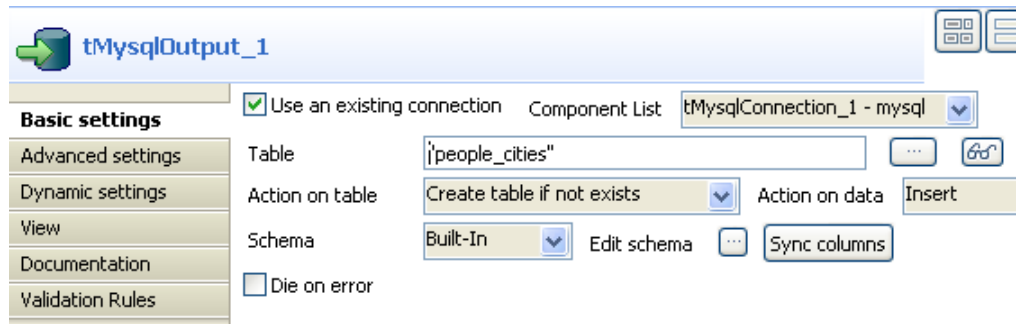 tMysqlOutput_1
Basic settings
Advanced settings
Dynamic settings
View
Documentation
Validation Rules
Use an existing connection Component List tMysqlConnection_1 - mysql
Table "people_cities" ...
Action on table Create table if not exists Action on data Insert
Schema Built-In Edit schema ... Sync columns
Die on error